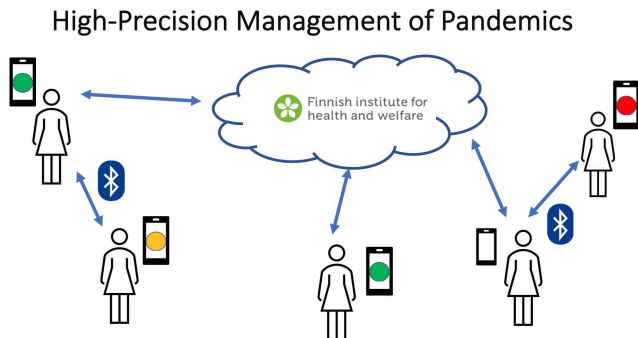 High-Precision Management of Pandemics
Finnish institute for
health and welfare